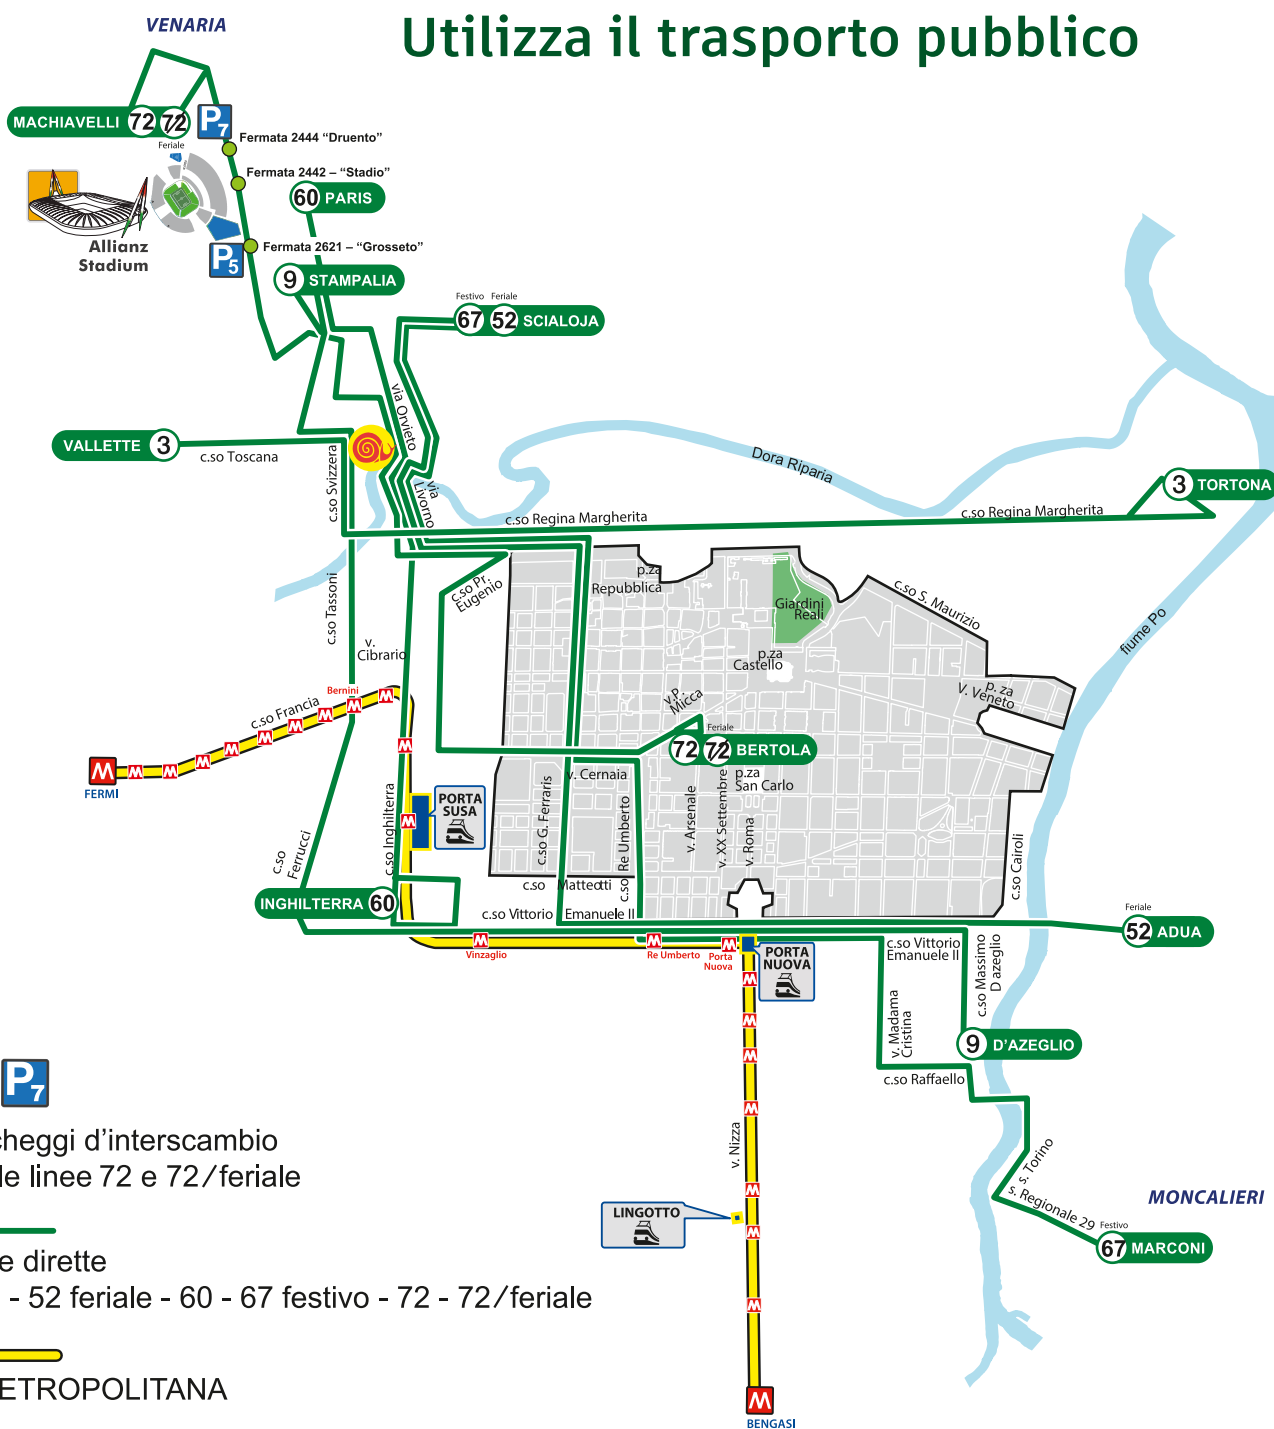 Utilizza il trasporto pubblico
VENARIA
MACHIAVELLI 72 72/
Feriale
P7
Fermata 2444 “Druento”
Fermata 2442 – “Stadio”
60 PARIS
Allianz
Stadium
P5
Fermata 2621 – “Grosseto”
9 STAMPALIA
Festivo Feriale
67 52 SCIALOJA
via Orvieto
VALLETTE 3
c.so Toscana
c.so Svizzera
via
Livorno
Dora Riparia
3 TORTONA
c.so Regina Margherita
c.so Regina Margherita
c.so Pr.
Eugenio
p.za
Repubblica
Giardini
Reali
c.so S. Maurizio
fiume Po
c.so Tassoni
v.
Cibrario
p.za
Castello
p. za
V. Veneto
v.P.
Micca
Bernini
c.so Francia
M
FERMI
Feriale
72 72/ BERTOLA
v. Cernaia
p.za
San Carlo
PORTA
SUSA
c.so Inghilterra
c.so G. Ferraris
c.so Re Umberto
v. Arsenale
v. XX Settembre
v. Roma
c.so Cairoli
c.so
Ferrucci
c.so Matteotti
INGHILTERRA 60
c.so Vittorio Emanuele II
Feriale
52 ADUA
Vinzaglio
Re Umberto
Porta
Nuova
PORTA
NUOVA
c.so Vittorio
Emanuele II
c.so Massimo
D azeglio
v. Madama
Cristina
9 D'AZEGLIO
c.so Raffaello
v. Nizza
s. Torino
s. Regionale 29
MONCALIERI
Festivo
67 MARCONI
LINGOTTO
P7
cheggi d’interscambio
le linee 72 e 72/feriale
e dirette
- 52 feriale - 60 - 67 festivo - 72 - 72/feriale
ETROPOLITANA
M
BENGASI